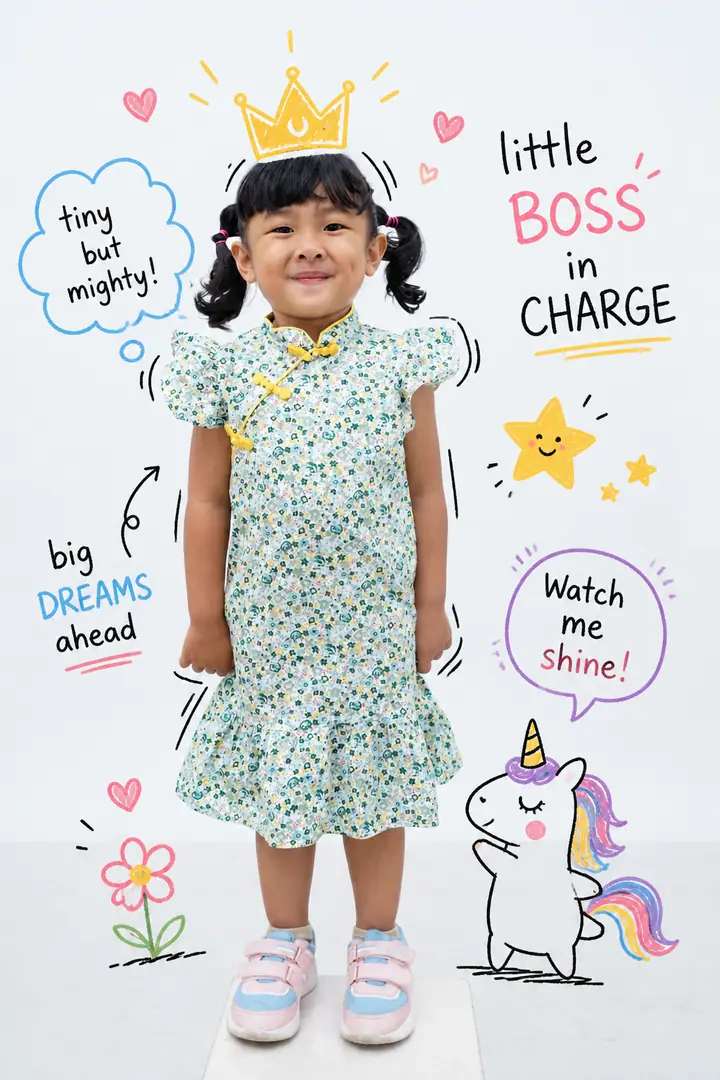 tiny
but
mighty!
little
BOSS
in
CHARGE
big
DREAMS
ahead
Watch
me
shine!